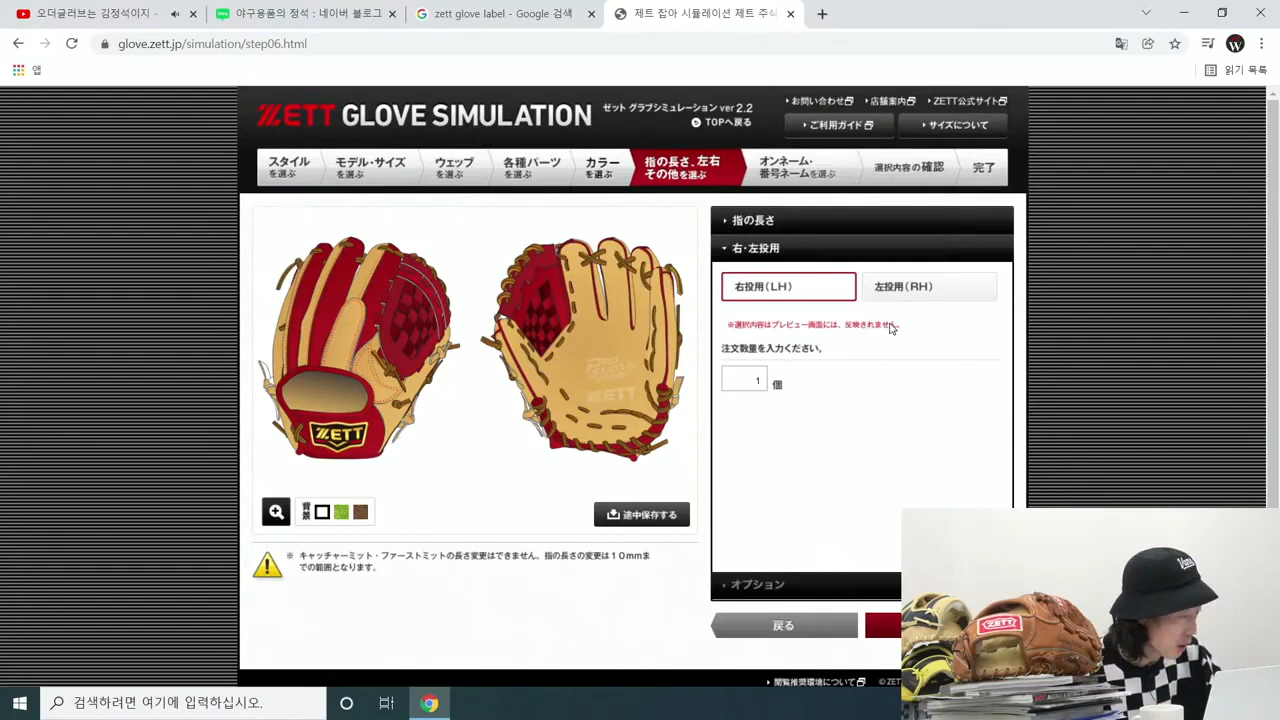 오더글러브는 김정석이지 -
야구용품의 정석 : 네이버 블로그
zett glove label - Google 검색
제트 잡아 시뮬레이션 제트 주식
glove.zett.jp/simulation/step06.html
앱
읽기 목록
ZETT GLOVE SIMULATION
ゼット グラブシミュレーション ver 2.2
TOPへ戻る
お問い合わせ
店舗案内
ZETT公式サイト
ご利用ガイド
サイズについて
スタイル
を選ぶ
モデル・サイズ
を選ぶ
ウェッブ
を選ぶ
各種パーツ
を選ぶ
カラー
を選ぶ
指の長さ、左右
その他を選ぶ
オンネーム・
番号ネームを選ぶ
選択内容の確認
完了
指の長さ
右・左投用
右投用(LH)
左投用(RH)
※選択内容はプレビュー画面には、反映されません。
注文数量を入力ください。
1 個
ZETT
ZETT
背景
途中保存する
※ キャッチャーミット・ファーストミットの長さ変更はできません。指の長さの変更は10mmま
での範囲となります。
オプション
戻る
閲覧推奨環境について
©ZET
ZETT
검색하려면 여기에 입력하십시오.